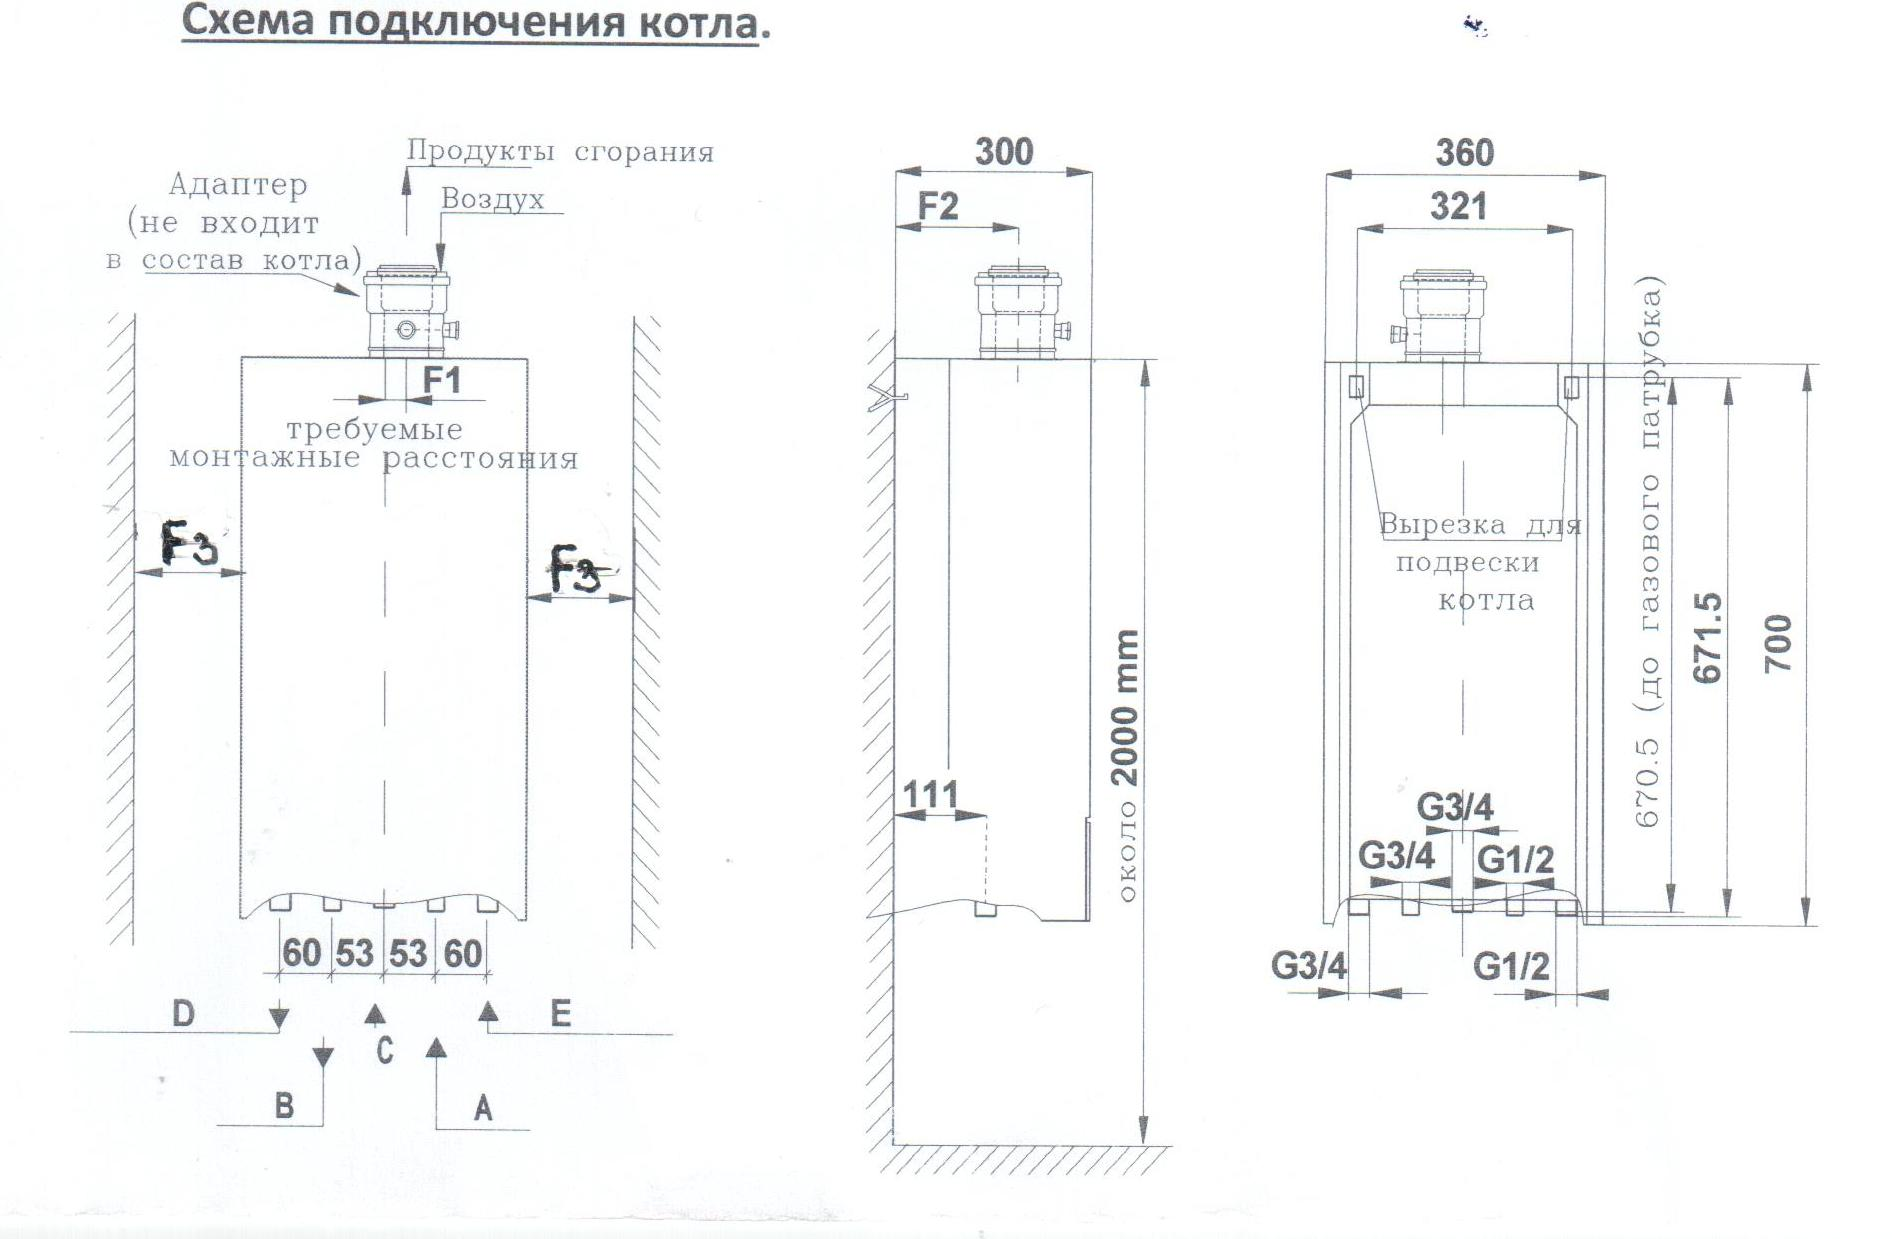 Схема подключения котла.
Продукты сгорания
Воздух
Адаптер
(не входит
в состав котла)
F1
требуемые
монтажные расстояния
F3
F3
60 53 53 60
D
E
C
B
A
300
F2
111
около 2000 mm
360
321
Вырезка для
подвески
котла
670.5 (до газового патрубка)
671.5
700
G3/4
G3/4
G1/2
G3/4
G1/2